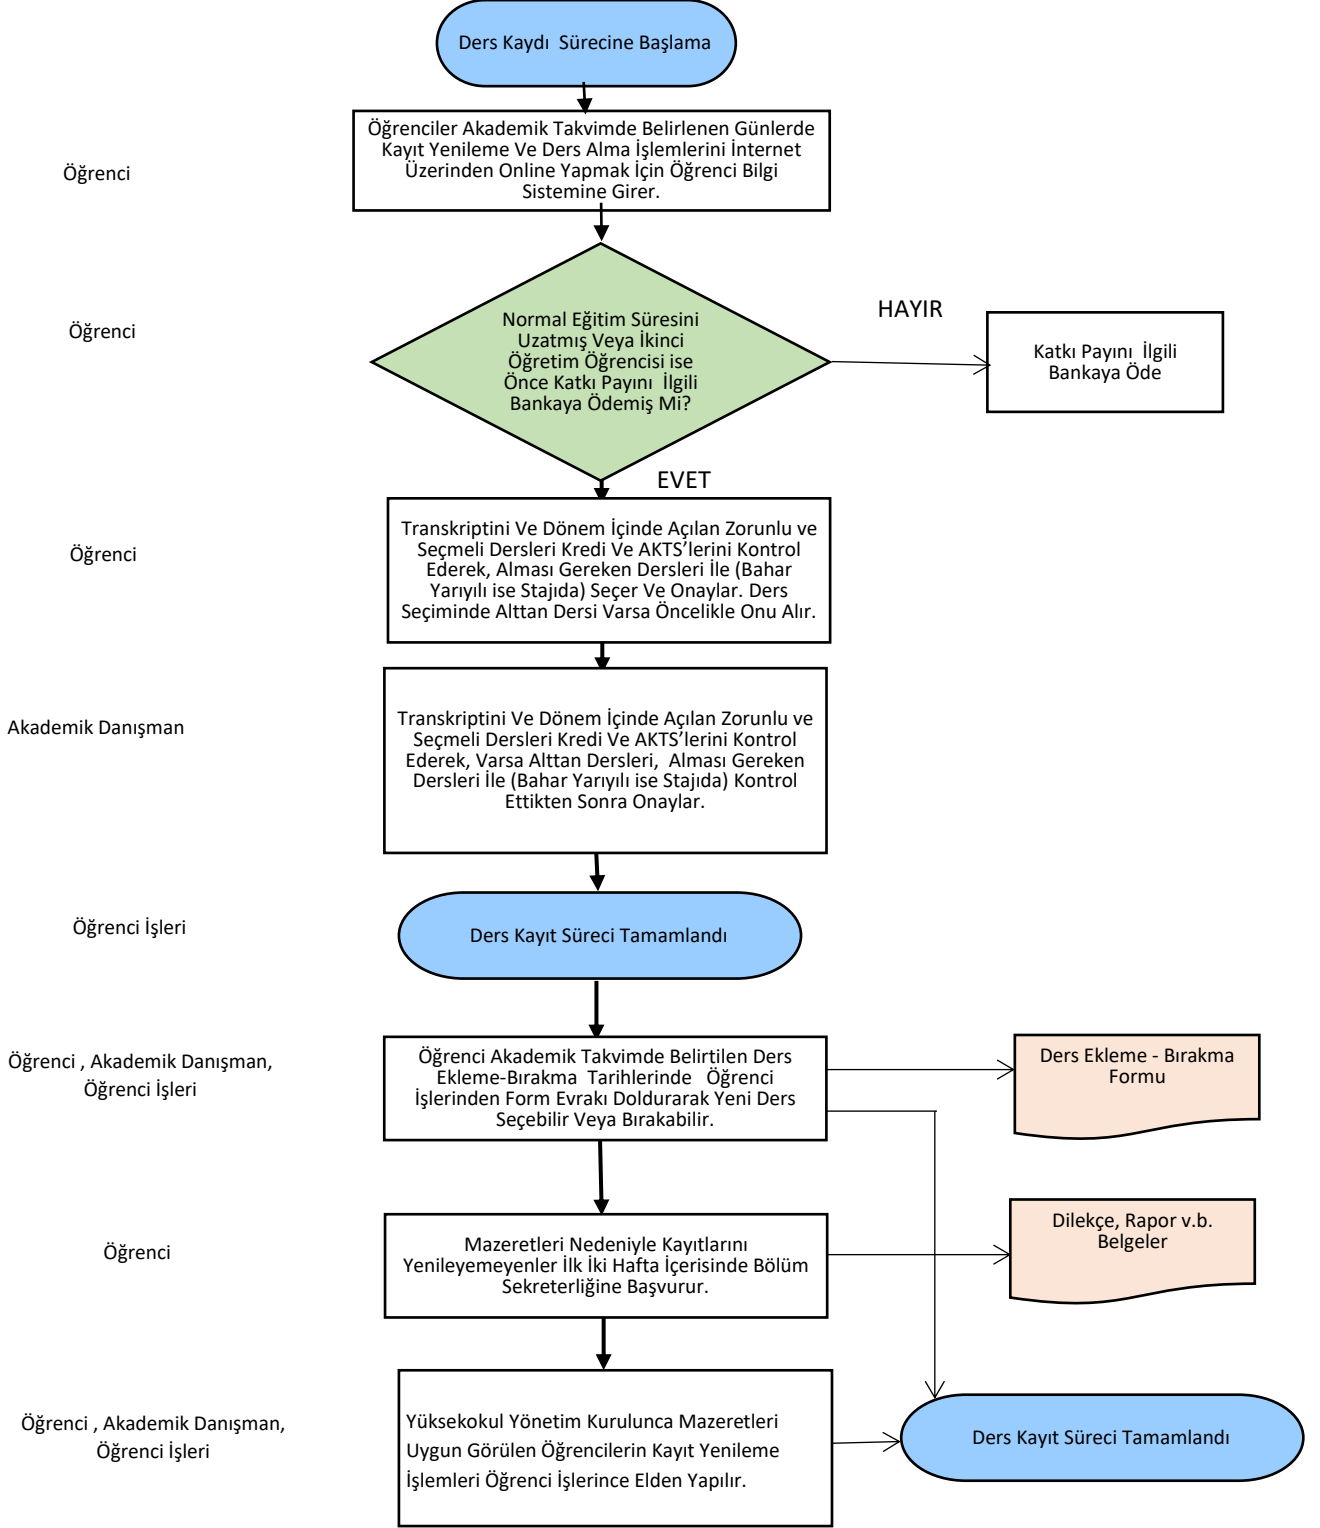 Ders Kaydı  Sürecine Başlama
Öğrenci
Öğrenciler Akademik Takvimde Belirlenen Günlerde
Kayıt Yenileme Ve Ders Alma İşlemlerini İnternet
Üzerinden Online Yapmak İçin Öğrenci Bilgi
Sistemine Girer.
Öğrenci
Normal Eğitim Süresini
Uzatmış Veya İkinci
Öğretim Öğrencisi ise
Önce Katkı Payını  İlgili
Bankaya Ödemiş Mi?
HAYIR
Katkı Payını İlgili
Bankaya Öde
EVET
Öğrenci
Transkriptini Ve Dönem İçinde Açılan Zorunlu ve
Seçmeli Dersleri Kredi Ve AKTS’lerini Kontrol
Ederek, Alması Gereken Dersleri İle (Bahar
Yarıyılı ise Stajıda) Seçer Ve Onaylar. Ders
Seçiminde Alttan Dersi Varsa Öncelikle Onu Alır.
Akademik Danışman
Transkriptini Ve Dönem İçinde Açılan Zorunlu ve
Seçmeli Dersleri Kredi Ve AKTS’lerini Kontrol
Ederek, Varsa Alttan Dersleri,  Alması Gereken
Dersleri İle (Bahar Yarıyılı ise Stajıda) Kontrol
Ettikten Sonra Onaylar.
Öğrenci İşleri
Ders Kayıt Süreci Tamamlandı
Öğrenci , Akademik Danışman,
Öğrenci İşleri
Öğrenci Akademik Takvimde Belirtilen Ders
Ekleme-Bırakma  Tarihlerinde   Öğrenci
İşlerinden Form Evrakı Doldurarak Yeni Ders
Seçebilir Veya Bırakabilir.
Ders Ekleme - Bırakma
Formu
Öğrenci
Mazeretleri Nedeniyle Kayıtlarını
Yenileyemeyenler İlk İki Hafta İçerisinde Bölüm
Sekreterliğine Başvurur.
Dilekçe, Rapor v.b.
Belgeler
Öğrenci , Akademik Danışman,
Öğrenci İşleri
Yüksekokul Yönetim Kurulunca Mazeretleri
Uygun Görülen Öğrencilerin Kayıt Yenileme
İşlemleri Öğrenci İşlerince Elden Yapılır.
Ders Kayıt Süreci Tamamlandı